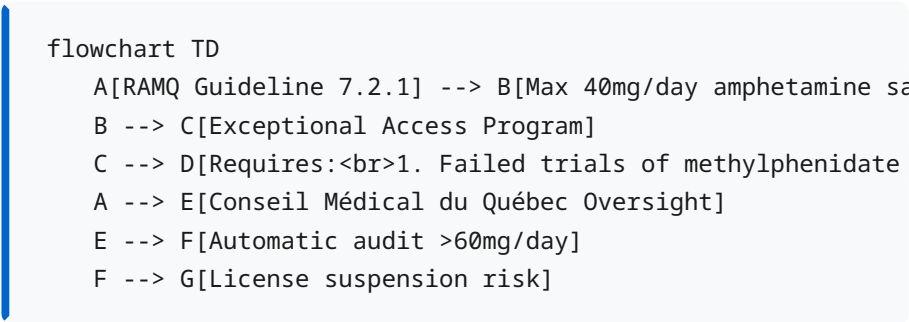 flowchart TD
A[RAMQ Guideline 7.2.1] --> B[Max 40mg/day amphetamine sa
B --> C[Exceptional Access Program]
C --> D[Requires:<br>1. Failed trials of methylphenidate
A --> E[Conseil Médical du Québec Oversight]
E --> F[Automatic audit >60mg/day]
F --> G[License suspension risk]